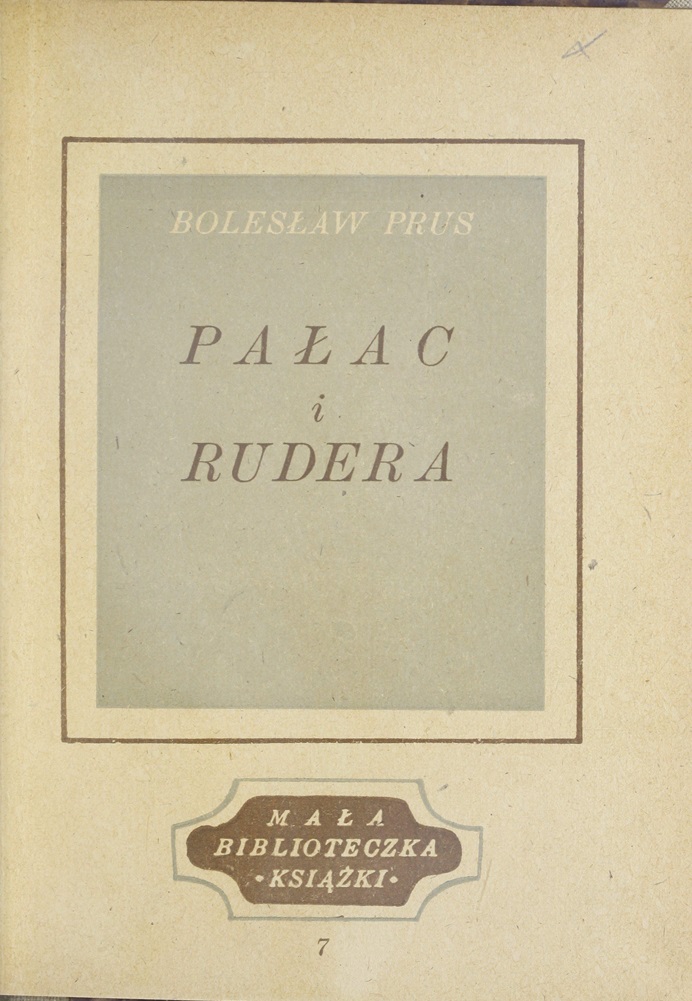 BOLESŁAW PRUS
PAŁAC
i
RUDERA
MAŁA
BIBLIOTECZKA
·KSIĄŻKI·
7